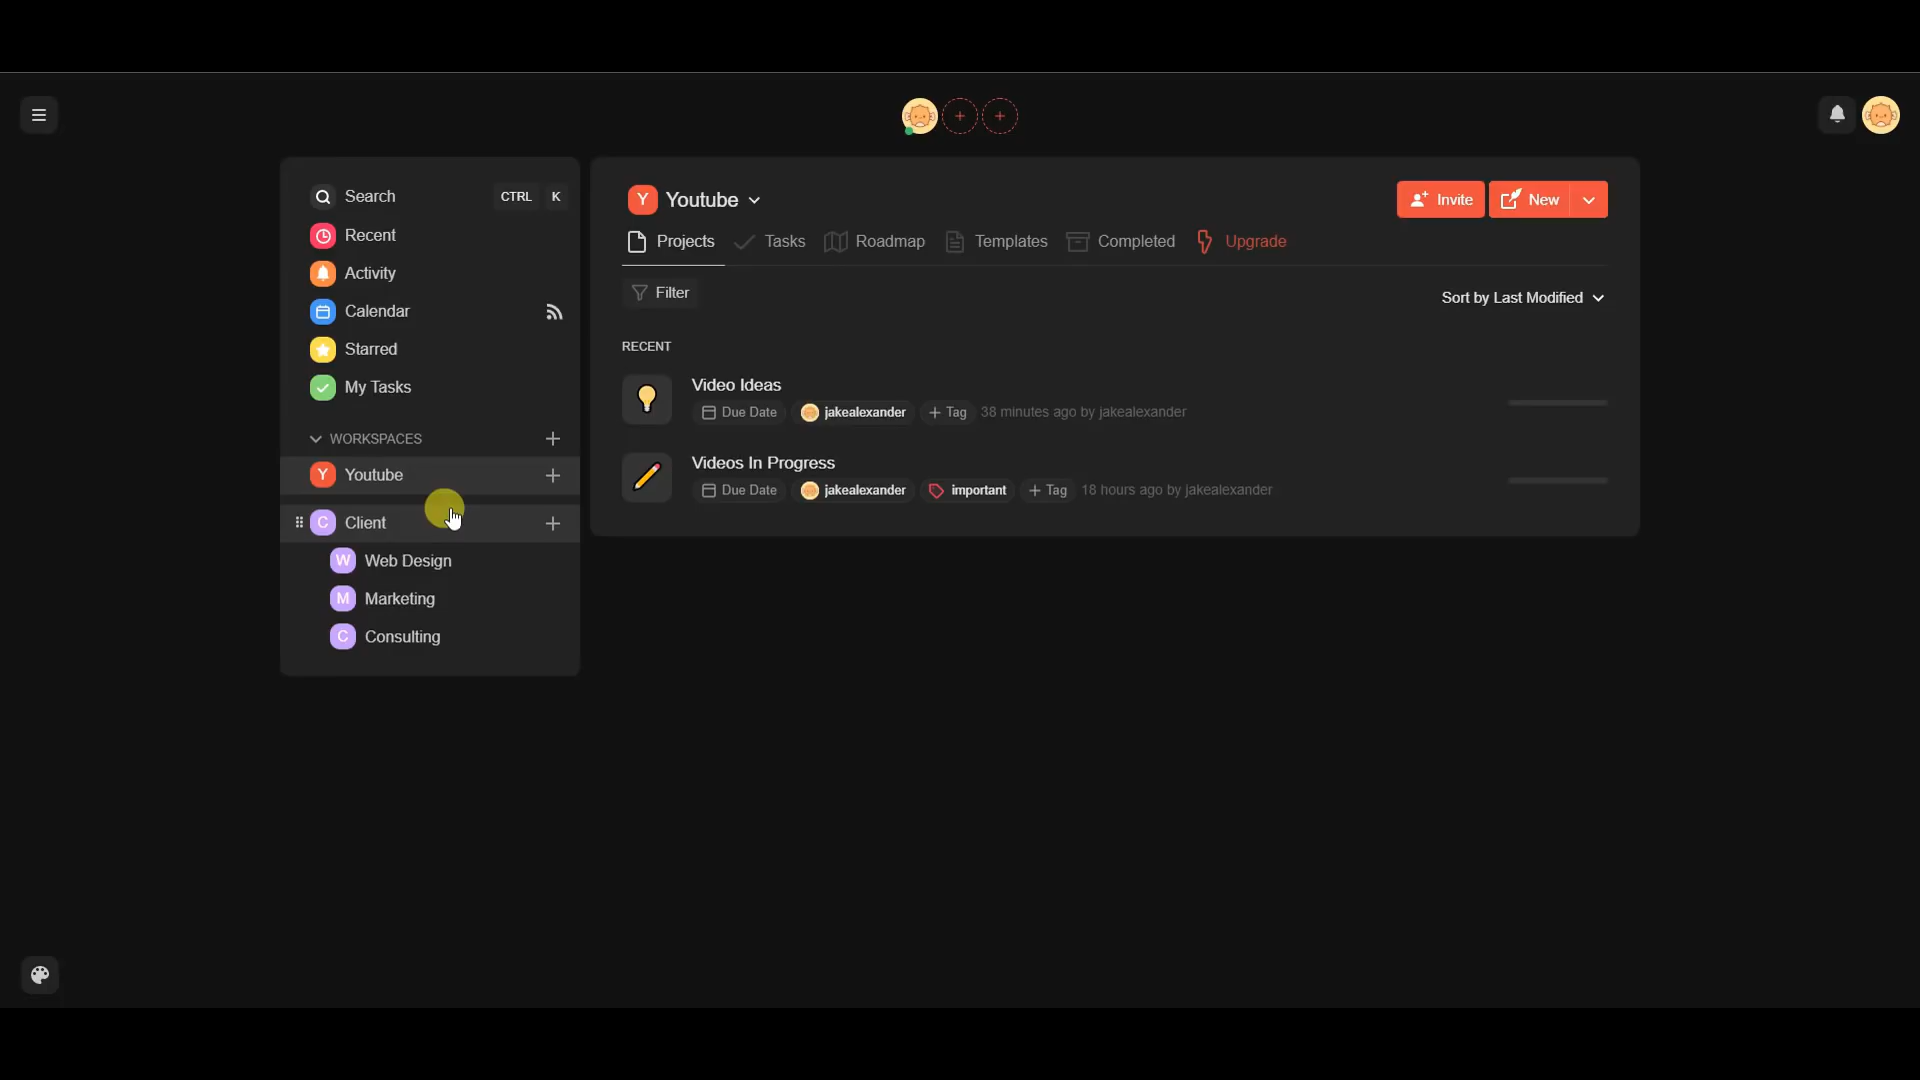 Search CTRL K
Recent
Activity
Calendar
Starred
My Tasks
WORKSPACES
Y Youtube
C Client
W Web Design
M Marketing
C Consulting
Y Youtube
Invite New
Projects Tasks Roadmap Templates Completed Upgrade
Filter
Sort by Last Modified
RECENT
Video Ideas
Due Date jakealexander + Tag 38 minutes ago by jakealexander
Videos In Progress
Due Date jakealexander important + Tag 18 hours ago by jakealexander